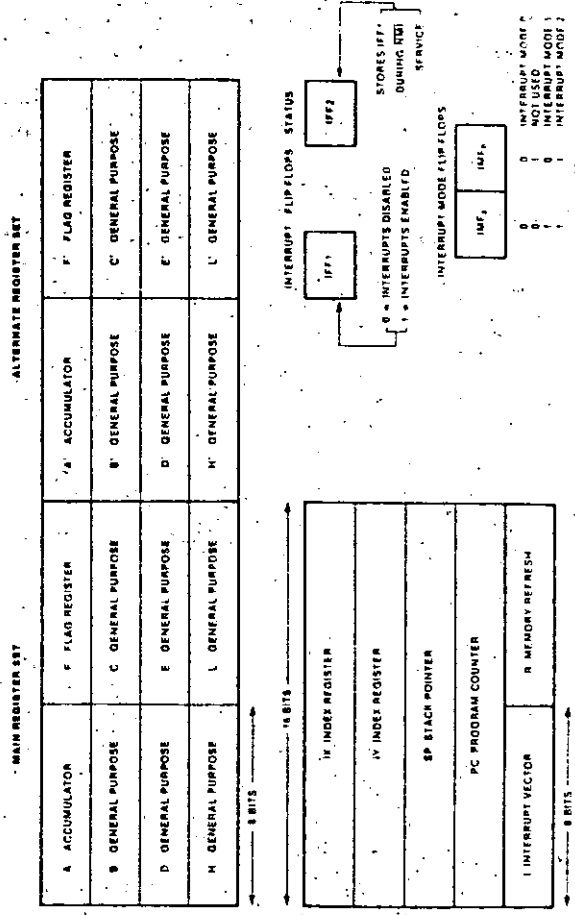 MAIN REGISTER SET
ALTERNATE REGISTER SET
A ACCUMULATOR
F FLAG REGISTER
A' ACCUMULATOR
F' FLAG REGISTER
B GENERAL PURPOSE
C GENERAL PURPOSE
B' GENERAL PURPOSE
C' GENERAL PURPOSE
D GENERAL PURPOSE
E GENERAL PURPOSE
D' GENERAL PURPOSE
E' GENERAL PURPOSE
H GENERAL PURPOSE
L GENERAL PURPOSE
H' GENERAL PURPOSE
L' GENERAL PURPOSE
8 BITS
16 BITS
IX INDEX REGISTER
IY INDEX REGISTER
SP STACK POINTER
PC PROGRAM COUNTER
I INTERRUPT VECTOR
R MEMORY REFRESH
8 BITS
INTERRUPT FLIP FLOPS STATUS
IFF1
IFF2
0 = INTERRUPTS DISABLED
1 = INTERRUPTS ENABLED
STORES IFF1
DURING NMI
SERVICE
INTERRUPT MODE FLIP FLOPS
0 0 INTERRUPT MODE 0
0 1 NOT USED
1 0 INTERRUPT MODE 1
1 1 INTERRUPT MODE 2